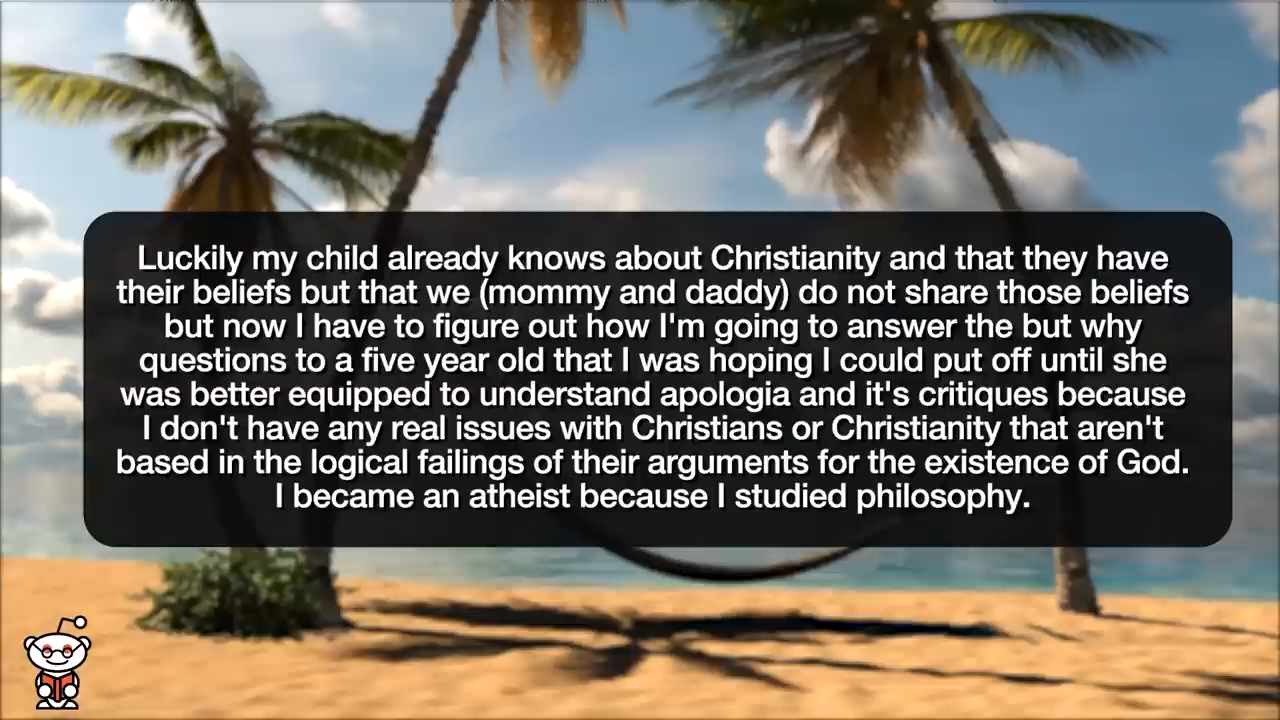 Luckily my child already knows about Christianity and that they have
their beliefs but that we (mommy and daddy) do not share those beliefs
but now I have to figure out how I'm going to answer the but why
questions to a five year old that I was hoping I could put off until she
was better equipped to understand apologia and it's critiques because
I don't have any real issues with Christians or Christianity that aren't
based in the logical failings of their arguments for the existence of God.
I became an atheist because I studied philosophy.